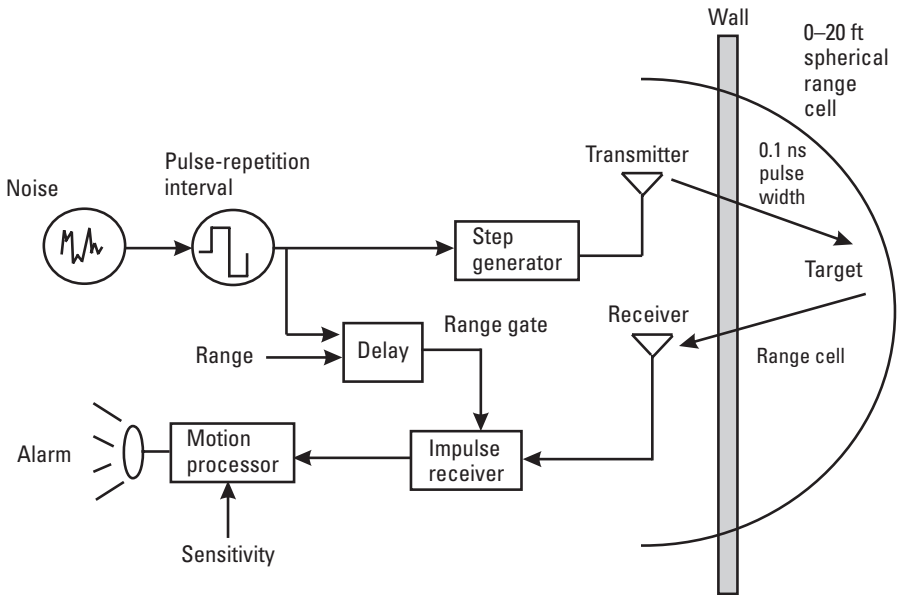 Wall
0–20 ft
spherical
range
cell
Pulse-repetition
interval
Noise
Transmitter
0.1 ns
pulse
width
Step
generator
Target
Receiver
Range gate
Range
Delay
Range cell
Alarm
Motion
processor
Impulse
receiver
Sensitivity